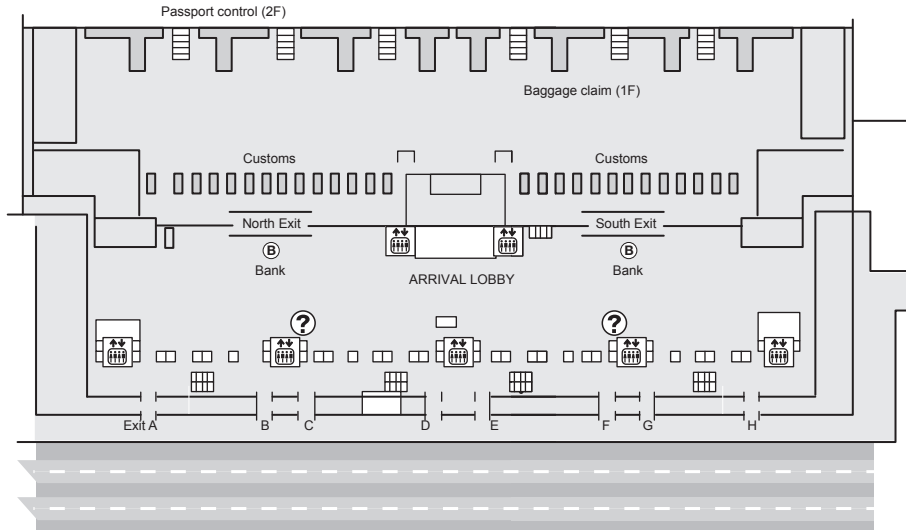 Passport control (2F)
Baggage claim (1F)
Customs
Customs
North Exit
South Exit
B
B
Bank
Bank
ARRIVAL LOBBY
?
?
Exit A
B
C
D
E
F
G
H